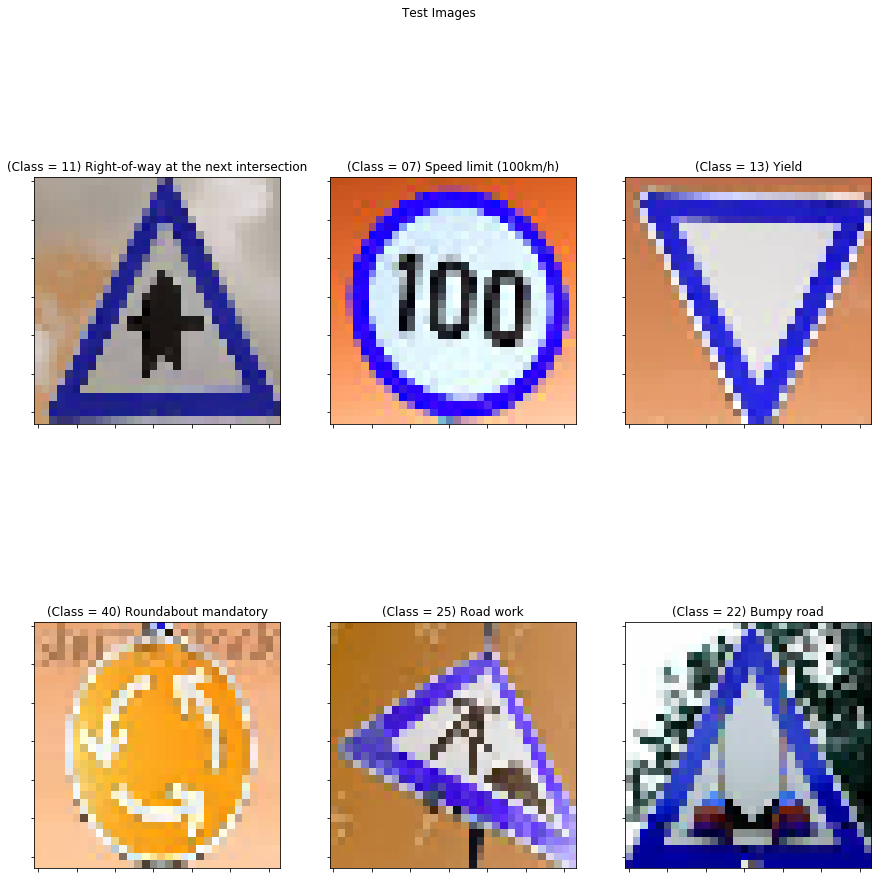 Test Images
(Class = 11) Right-of-way at the next intersection
(Class = 07) Speed limit (100km/h)
(Class = 13) Yield
100
(Class = 40) Roundabout mandatory
(Class = 25) Road work
(Class = 22) Bumpy road